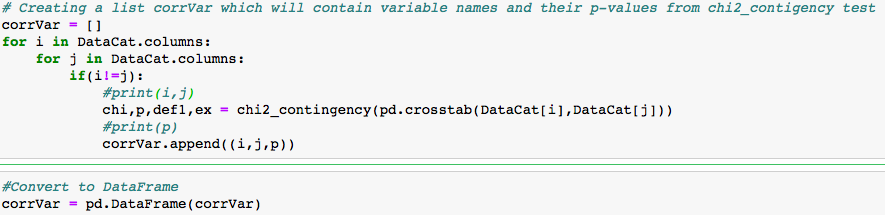 # Creating a list corrVar which will contain variable names and their p-values from chi2_contigency test
corrVar = []
for i in DataCat.columns:
    for j in DataCat.columns:
        if(i!=j):
            #print(i,j)
            chi,p,def1,ex = chi2_contingency(pd.crosstab(DataCat[i],DataCat[j]))
            #print(p)
            corrVar.append((i,j,p))
#Convert to DataFrame
corrVar = pd.DataFrame(corrVar)